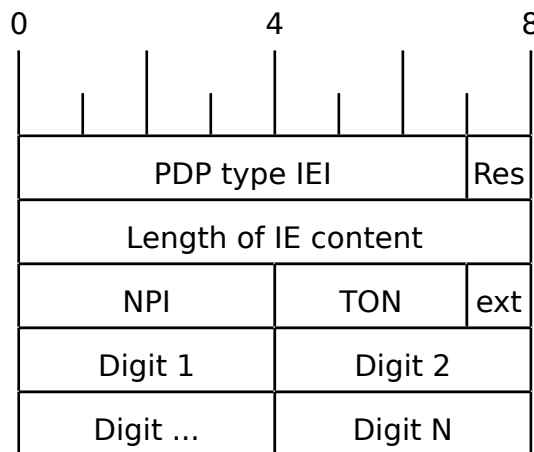 0 4 8
PDP type IEI Res
Length of IE content
NPI TON ext
Digit 1 Digit 2
Digit ... Digit N